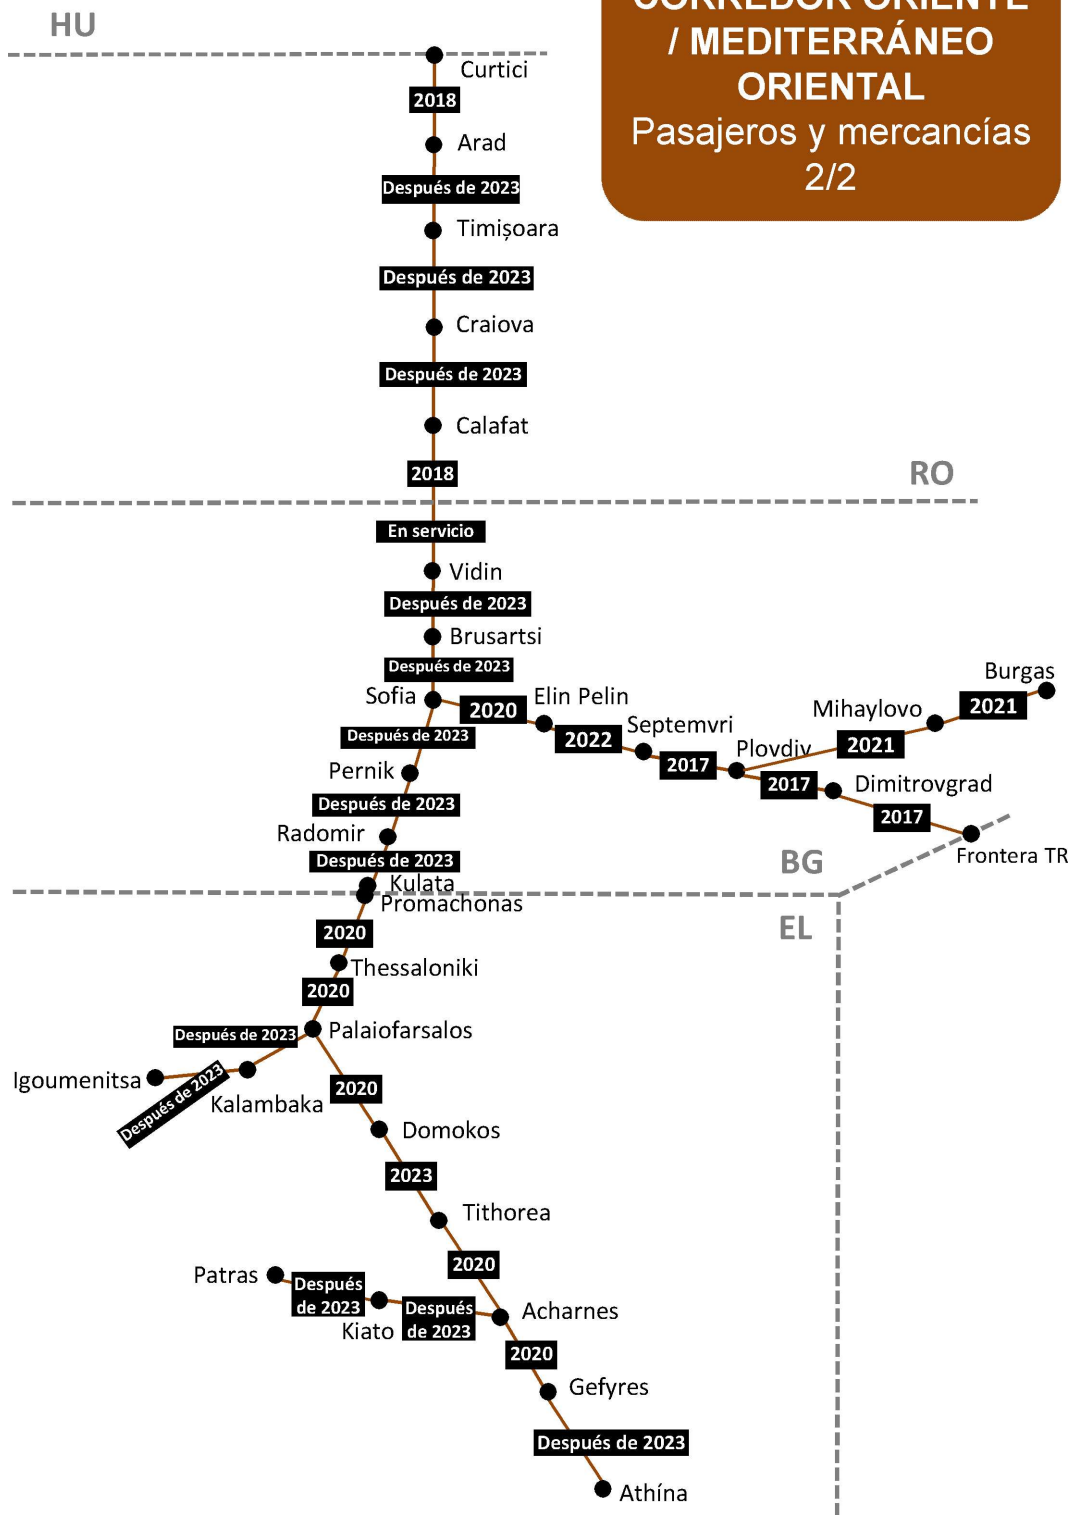 HU
CORREDOR ORIENTE
/ MEDITERRÁNEO
ORIENTAL
Pasajeros y mercancías
2/2
Curtici
2018
Arad
Después de 2023
Timișoara
Después de 2023
Craiova
Después de 2023
Calafat
2018
RO
En servicio
Vidin
Después de 2023
Brusartsi
Después de 2023
Sofia
2020
Elin Pelin
2022
Septemvri
2017
Plovdiv
2021
Mihaylovo
2021
Burgas
2017
Dimitrovgrad
2017
Frontera TR
Después de 2023
Pernik
Después de 2023
Radomir
Después de 2023
BG
Kulata
Promachonas
EL
2020
Thessaloniki
2020
Palaiofarsalos
Después de 2023
Kalambaka
Después de 2023
Igoumenitsa
2020
Domokos
2023
Tithorea
2020
Patras
Después
de 2023
Kiato
Después
de 2023
Acharnes
2020
Gefyres
Después de 2023
Athína